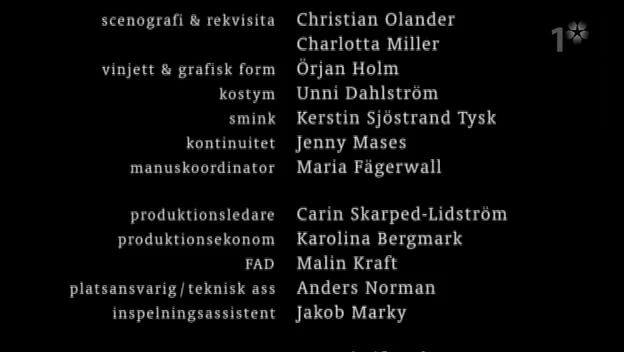 scenografi & rekvisita Christian Olander
Charlotta Miller
vinjett & grafisk form Örjan Holm
kostym Unni Dahlström
smink Kerstin Sjöstrand Tysk
kontinuitet Jenny Mases
manuskoordinator Maria Fägerwall
produktionsledare Carin Skarped-Lidström
produktionsekonom Karolina Bergmark
FAD Malin Kraft
platsansvarig/teknisk ass Anders Norman
inspelningsassistent Jakob Marky
1